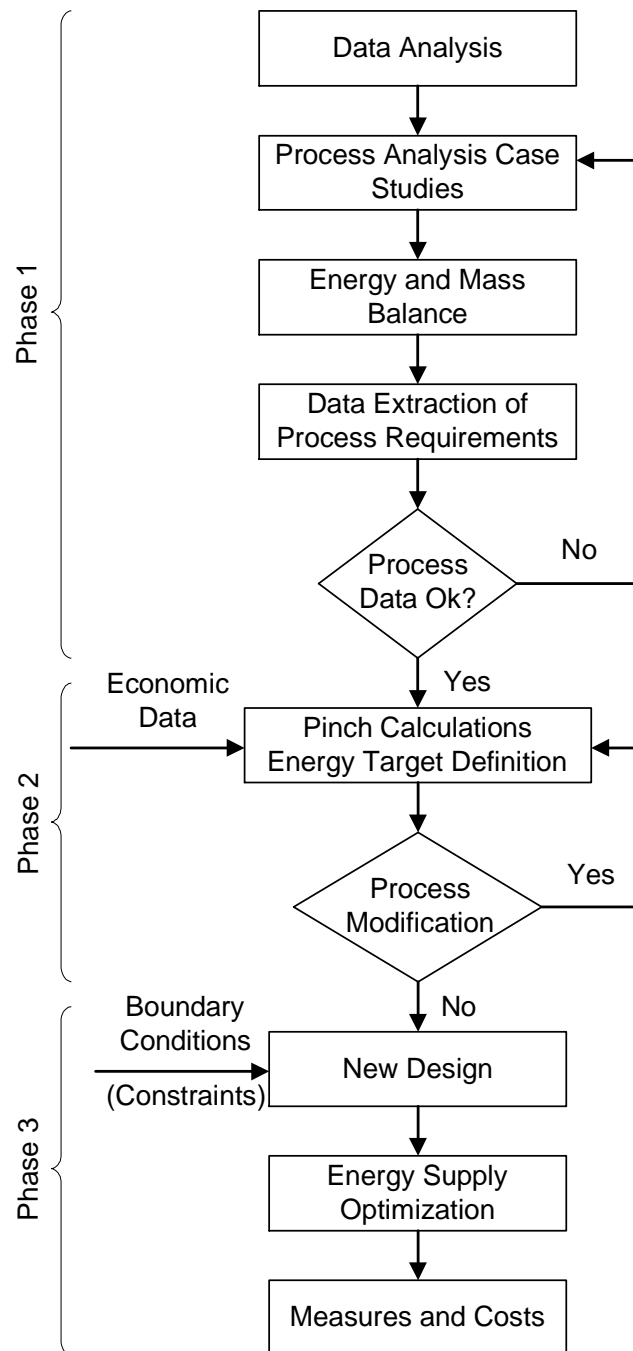 Phase 1
Data Analysis
Process Analysis Case
Studies
Energy and Mass
Balance
Data Extraction of
Process Requirements
Process
Data Ok?
No
Yes
Phase 2
Economic
Data
Pinch Calculations
Energy Target Definition
Process
Modification
Yes
No
Phase 3
Boundary
Conditions
(Constraints)
New Design
Energy Supply
Optimization
Measures and Costs